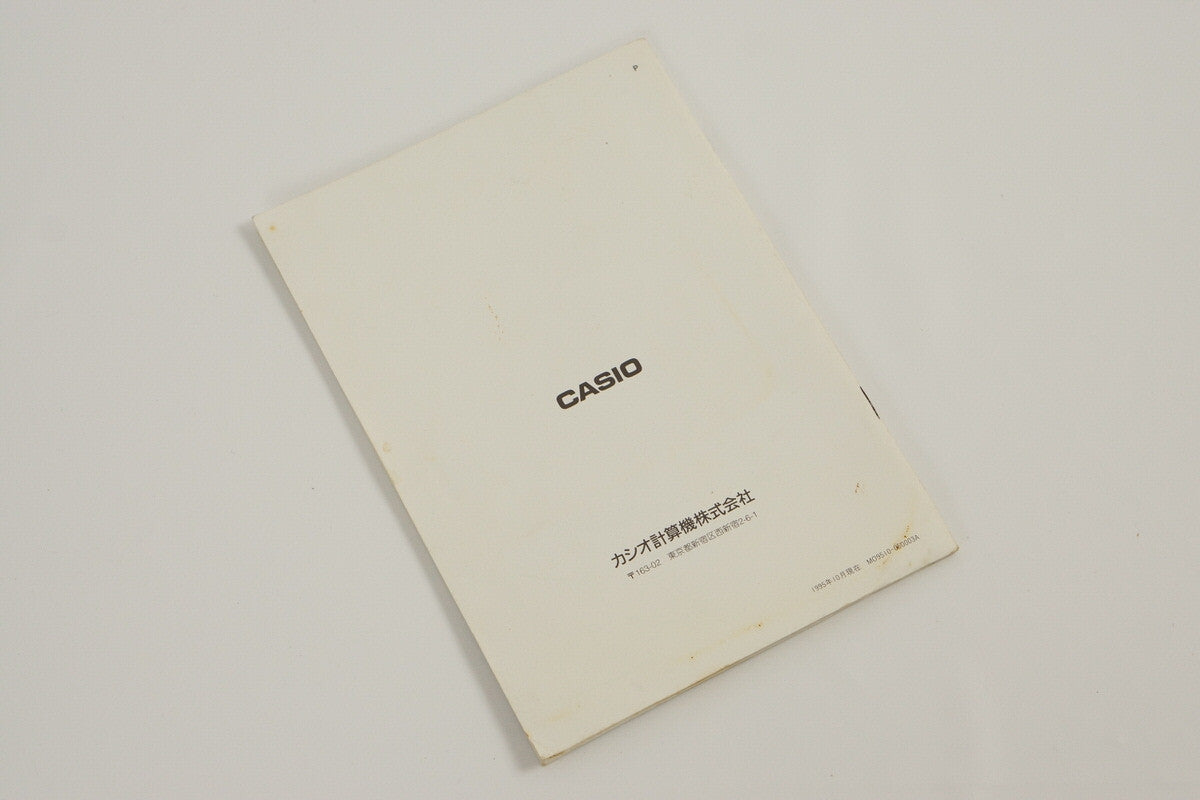 P
CASIO
カシオ計算機株式会社
〒163-02 東京都新宿区西新宿2-6-1
1995年10月現在